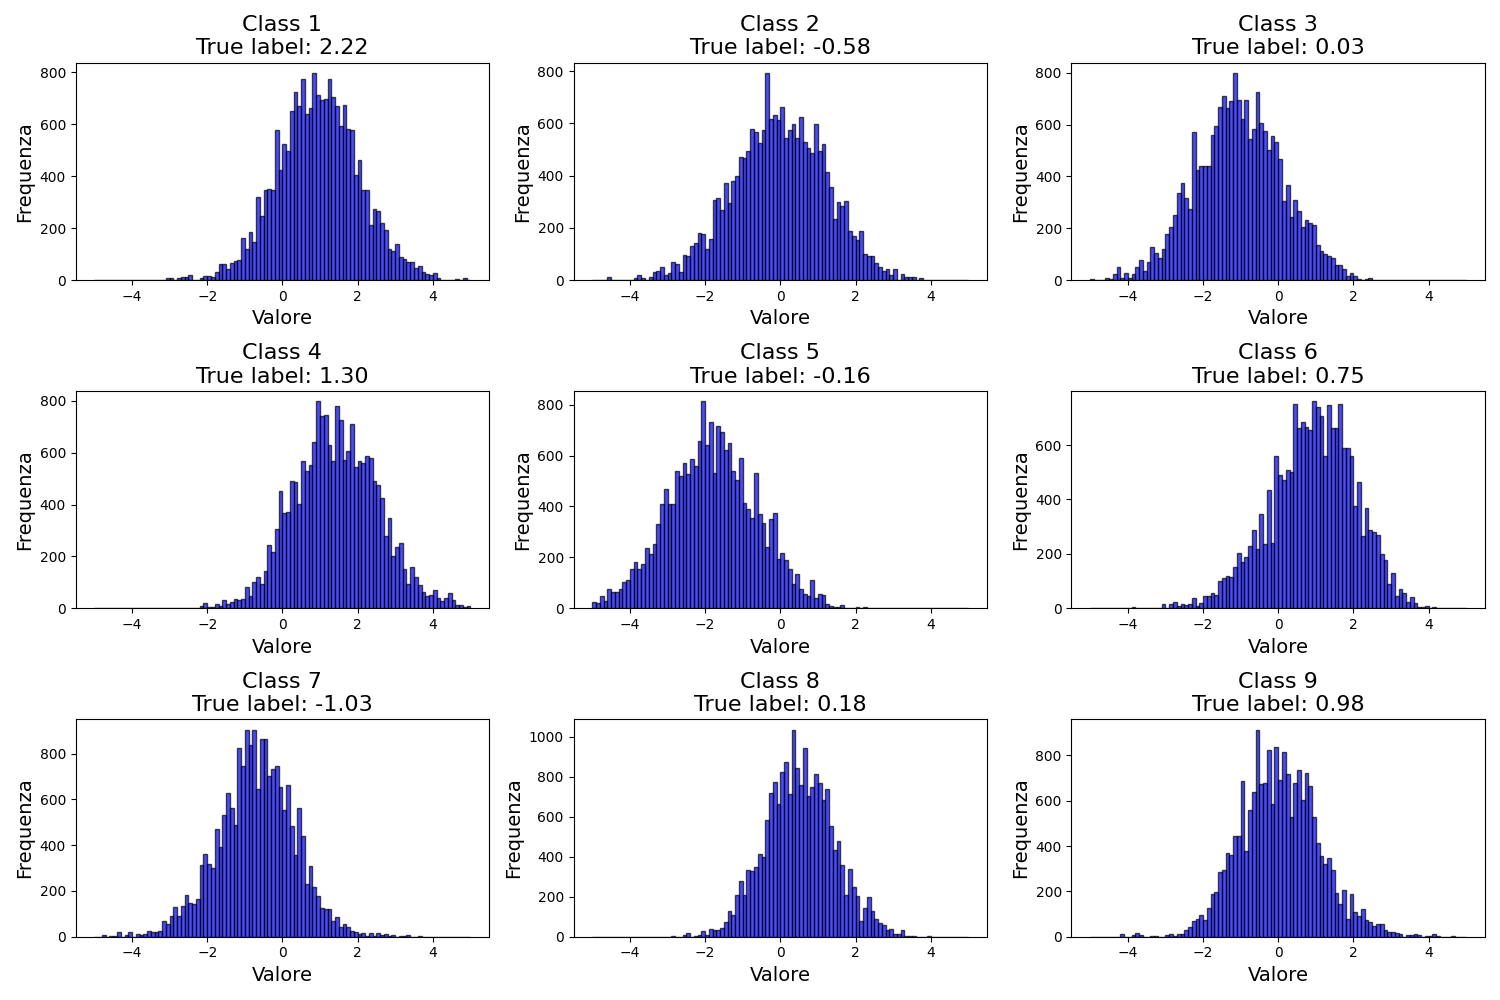 Class 1
True label: 2.22
800
600
400
200
0
Frequenza
−4 −2 0 2 4
Valore
Class 2
True label: -0.58
800
600
400
200
0
Frequenza
−4 −2 0 2 4
Valore
Class 3
True label: 0.03
800
600
400
200
0
Frequenza
−4 −2 0 2 4
Valore
Class 4
True label: 1.30
800
600
400
200
0
Frequenza
−4 −2 0 2 4
Valore
Class 5
True label: -0.16
800
600
400
200
0
Frequenza
−4 −2 0 2 4
Valore
Class 6
True label: 0.75
600
400
200
0
Frequenza
−4 −2 0 2 4
Valore
Class 7
True label: -1.03
800
600
400
200
0
Frequenza
−4 −2 0 2 4
Valore
Class 8
True label: 0.18
1000
800
600
400
200
0
Frequenza
−4 −2 0 2 4
Valore
Class 9
True label: 0.98
800
600
400
200
0
Frequenza
−4 −2 0 2 4
Valore